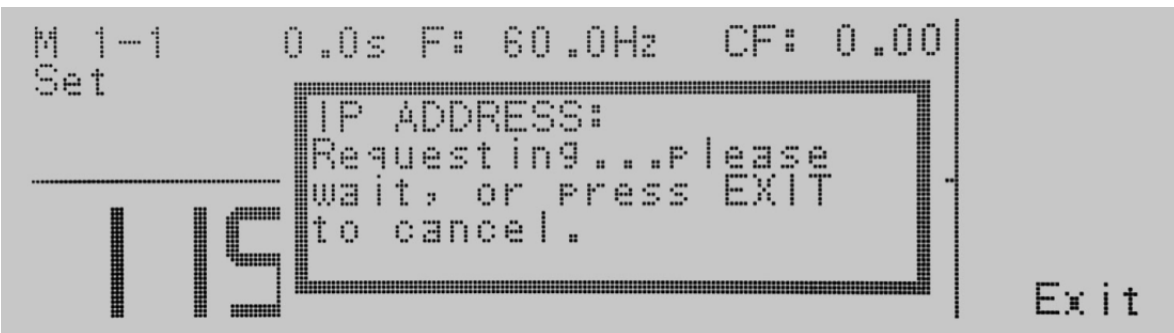 M 1-1 0.0s F: 60.0Hz CF: 0.00
Set
IP ADDRESS:
Requesting...please
wait, or press EXIT
to cancel.
115
Exit